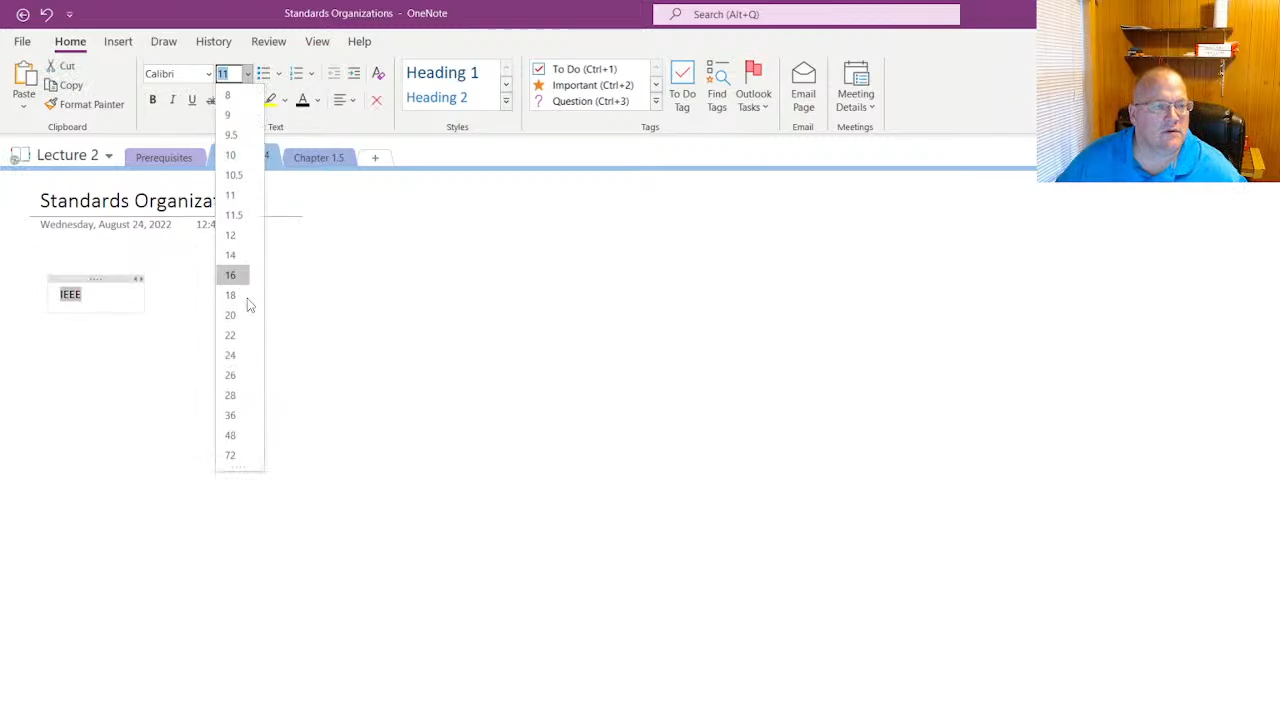 Standards Organizations - OneNote
Search (Alt+Q)
File Home Insert Draw History Review View Help
Paste
Cut
Copy
Format Painter
Clipboard
Calibri
11
B I U A
Text
Heading 1
Heading 2
Styles
To Do (Ctrl+1)
Important (Ctrl+2)
Question (Ctrl+3)
To Do
Tag
Find
Tags
Outlook
Tasks
Tags
Email
Page
Email
Meeting
Details
Meetings
8
9
9.5
10
10.5
11
11.5
12
14
16
18
20
22
24
26
28
36
48
72
Lecture 2 Prerequisites 4 Chapter 1.5 +
Standards Organizat
Wednesday, August 24, 2022 12:4
IEEE